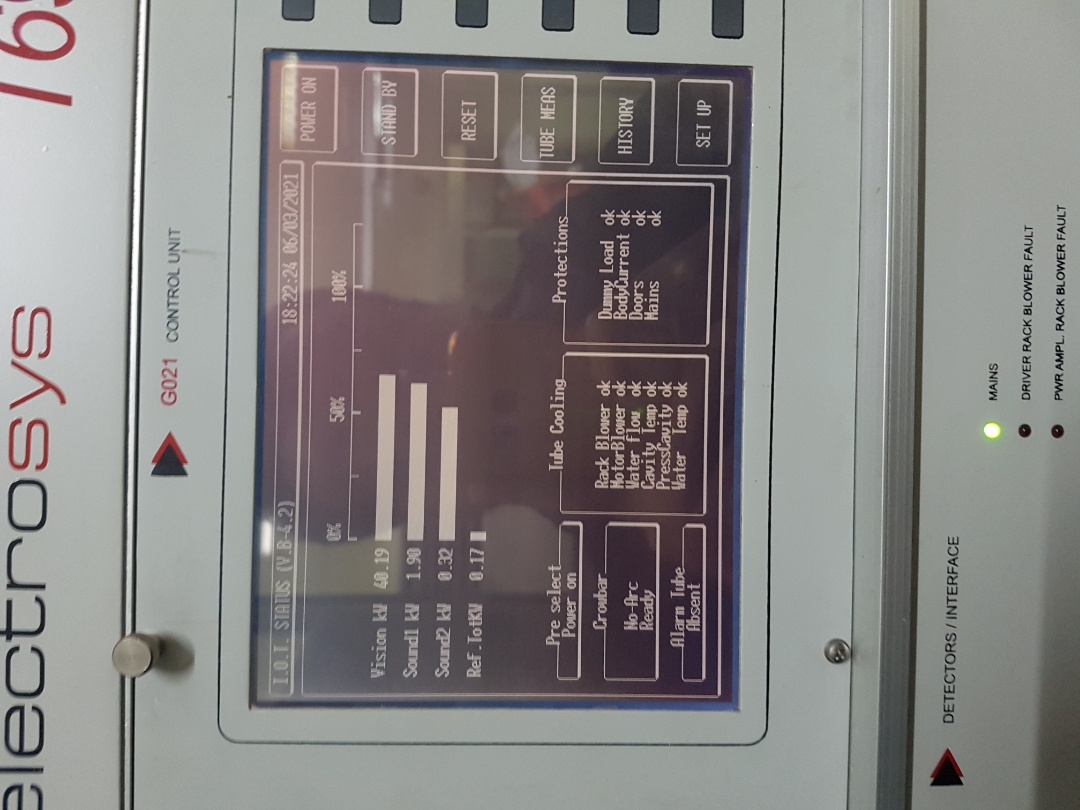 electrosys
G021 CONTROL UNIT
I.O.T. STATUS (V.B-4.2) 18:22:24 06/03/2021
0% 50% 100%
Vision kW 40.19
Sound1 kW 1.90
Sound2 kW 0.32
Ref.TotKW 0.17
Pre select
Power on
Crowbar
No-Arc
Ready
Alarm Tube
Absent
Tube Cooling
Rack Blower ok
MotorBlower ok
Water flow ok
Cavity Temp ok
PressCavity ok
Water Temp ok
Protections
Dummy Load ok
BodyCurrent ok
Doors ok
Mains ok
POWER ON
STAND BY
RESET
TUBE MEAS
HISTORY
SET UP
DETECTORS / INTERFACE
MAINS
DRIVER RACK BLOWER FAULT
PWR AMPL. RACK BLOWER FAULT